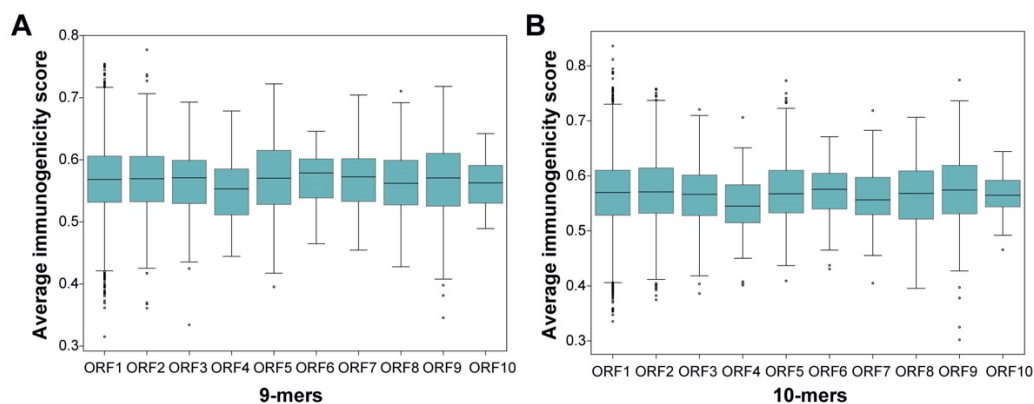 A
Average immunogenicity score
0.8
0.7
0.6
0.5
0.4
0.3
ORF1 ORF2 ORF3 ORF4 ORF5 ORF6 ORF7 ORF8 ORF9 ORF10
9-mers
B
Average immunogenicity score
0.8
0.7
0.6
0.5
0.4
0.3
ORF1 ORF2 ORF3 ORF4 ORF5 ORF6 ORF7 ORF8 ORF9 ORF10
10-mers